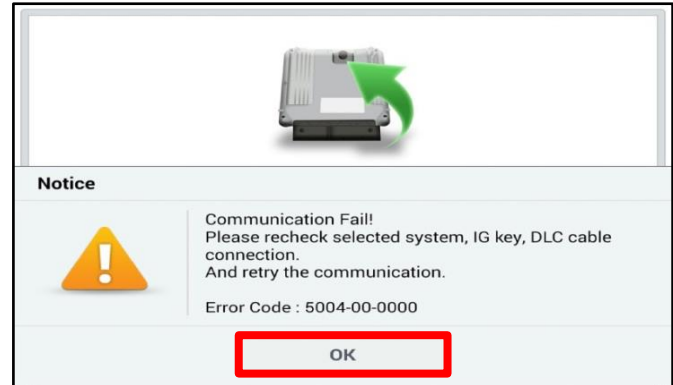 Notice
Communication Fail!
Please recheck selected system, IG key, DLC cable
connection.
And retry the communication.
Error Code : 5004-00-0000
OK